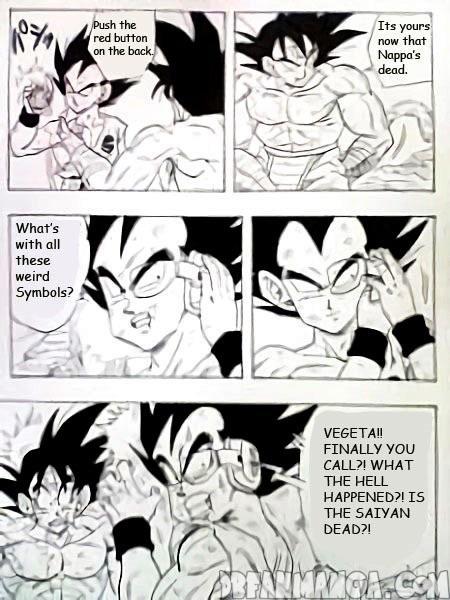 Push the
red button
on the back.
Its yours
now that
Nappa's
dead.
What's
with all
these
weird
Symbols?
VEGETA!!
FINALLY YOU
CALL?! WHAT
THE HELL
HAPPENED?! IS
THE SAIYAN
DEAD?!
DBFANMANGA.COM